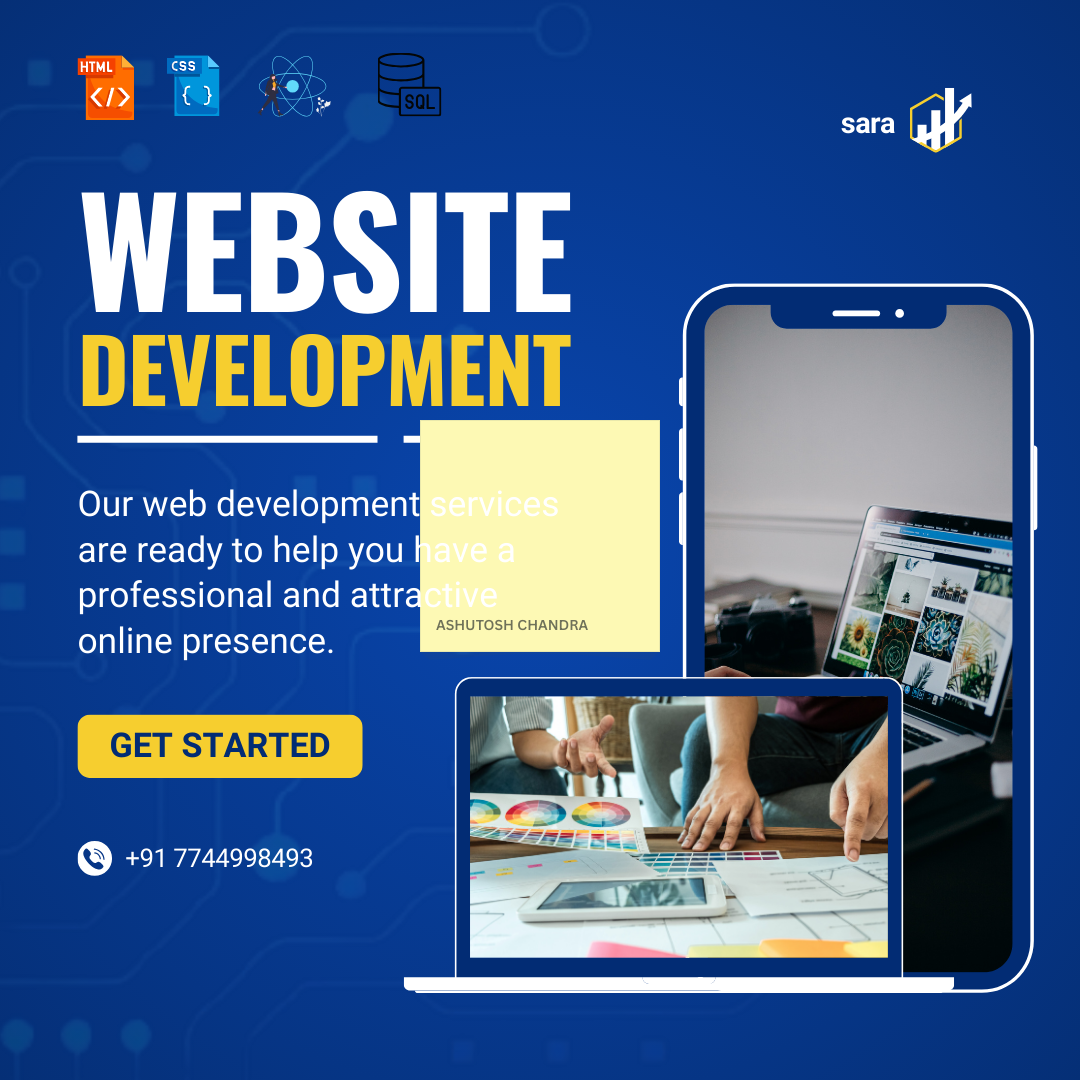 HTML
CSS
SQL
sara
WEBSITE
DEVELOPMENT
Our web development services
are ready to help you have a
professional and attractive
online presence.
ASHUTOSH CHANDRA
GET STARTED
+91 7744998493